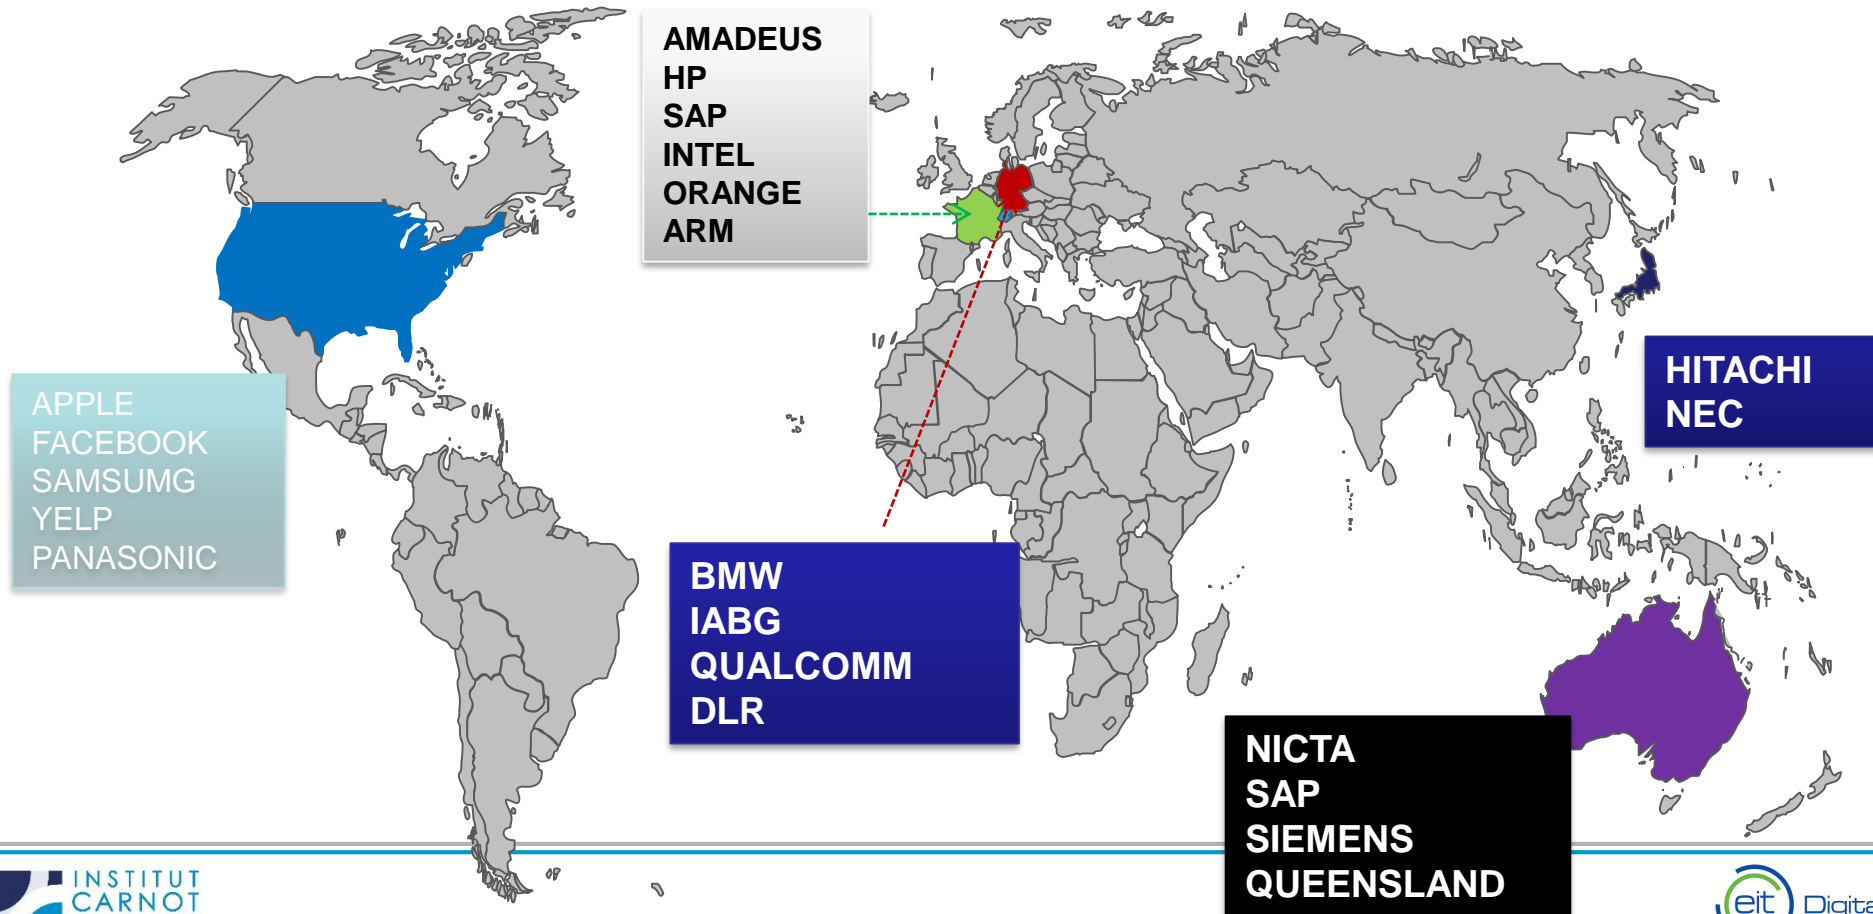 AMADEUS
HP
SAP
INTEL
ORANGE
ARM
APPLE
FACEBOOK
SAMSUMG
YELP
PANASONIC
HITACHI
NEC
BMW
IABG
QUALCOMM
DLR
NICTA
SAP
SIEMENS
QUEENSLAND
INSTITUT
CARNOT
eit Digita